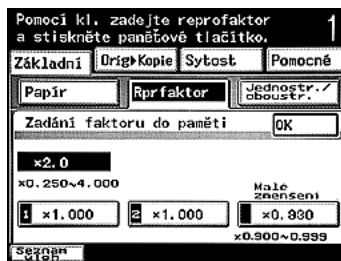 Pomocí kl. zadejte reprofaktor 1
a stiskněte paměťové tlačítko.
Základní Orig▸Kopie Sytost Pomocné
Papír Rprfaktor Jednostr./
oboustr.
Zadání faktoru do paměti OK
×2.0
×0.250~4.000
Malé
zmenšení
1 ×1.000 2 ×1.000 ×0.930
×0.900~0.999
Seznam
úloh